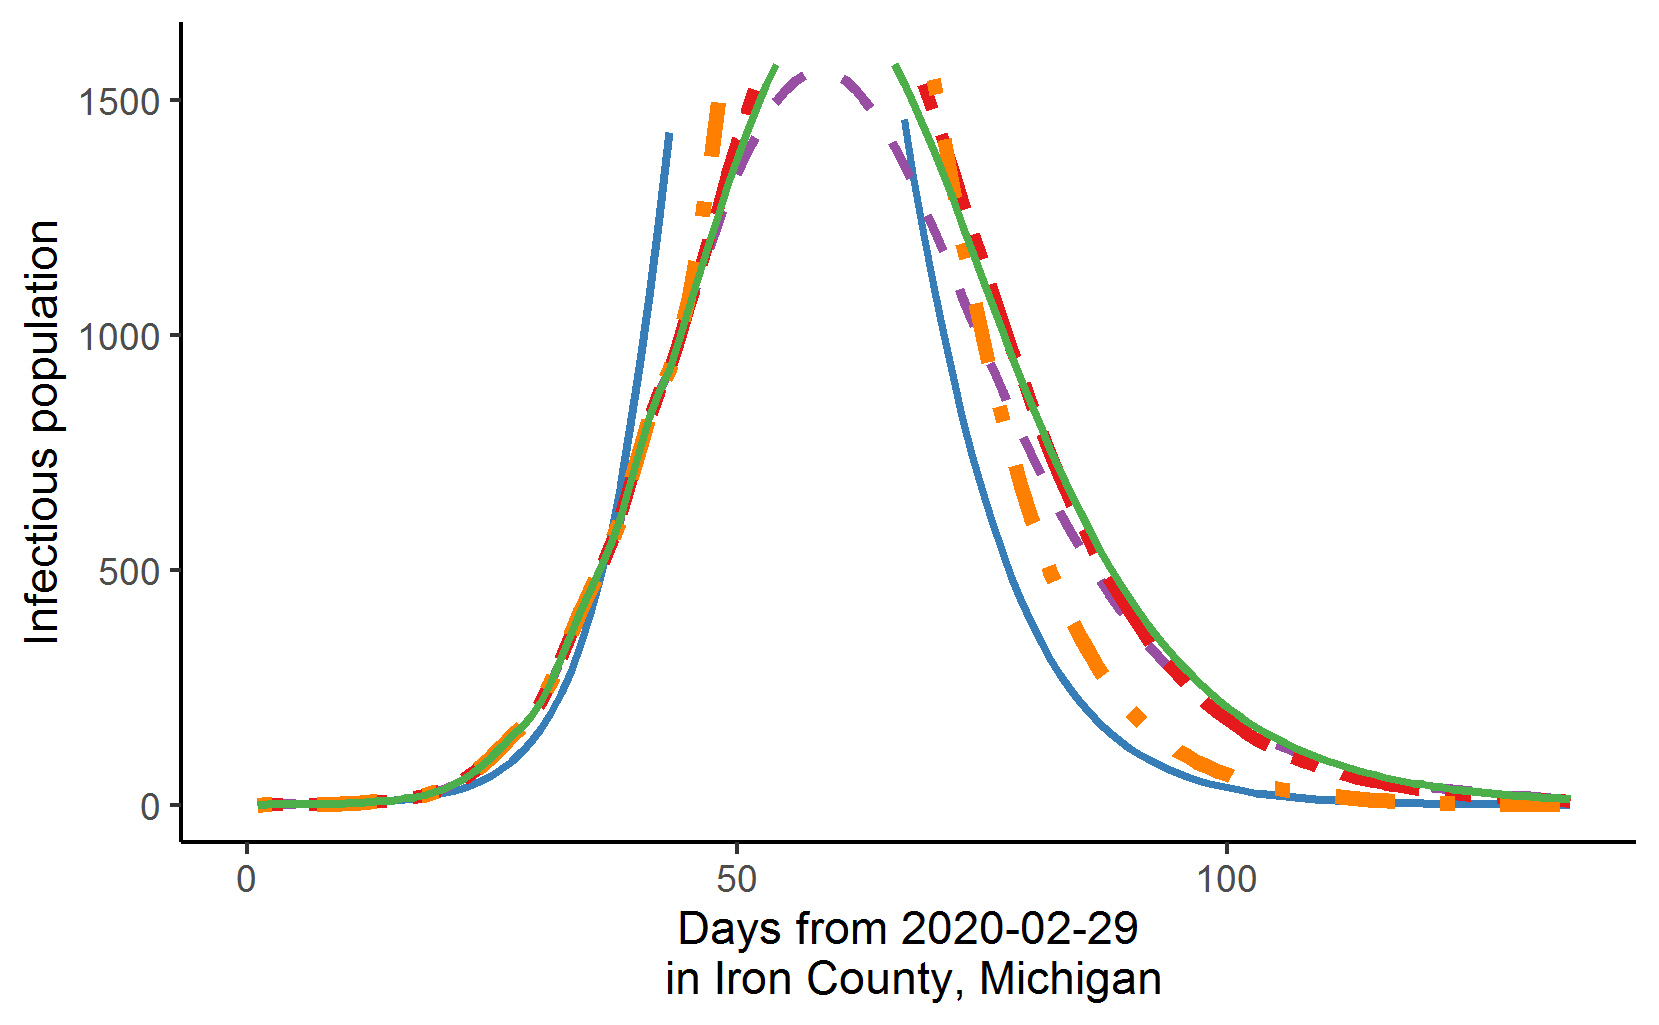 Infectious population
1500
1000
500
0
0 50 100
Days from 2020-02-29
in Iron County, Michigan